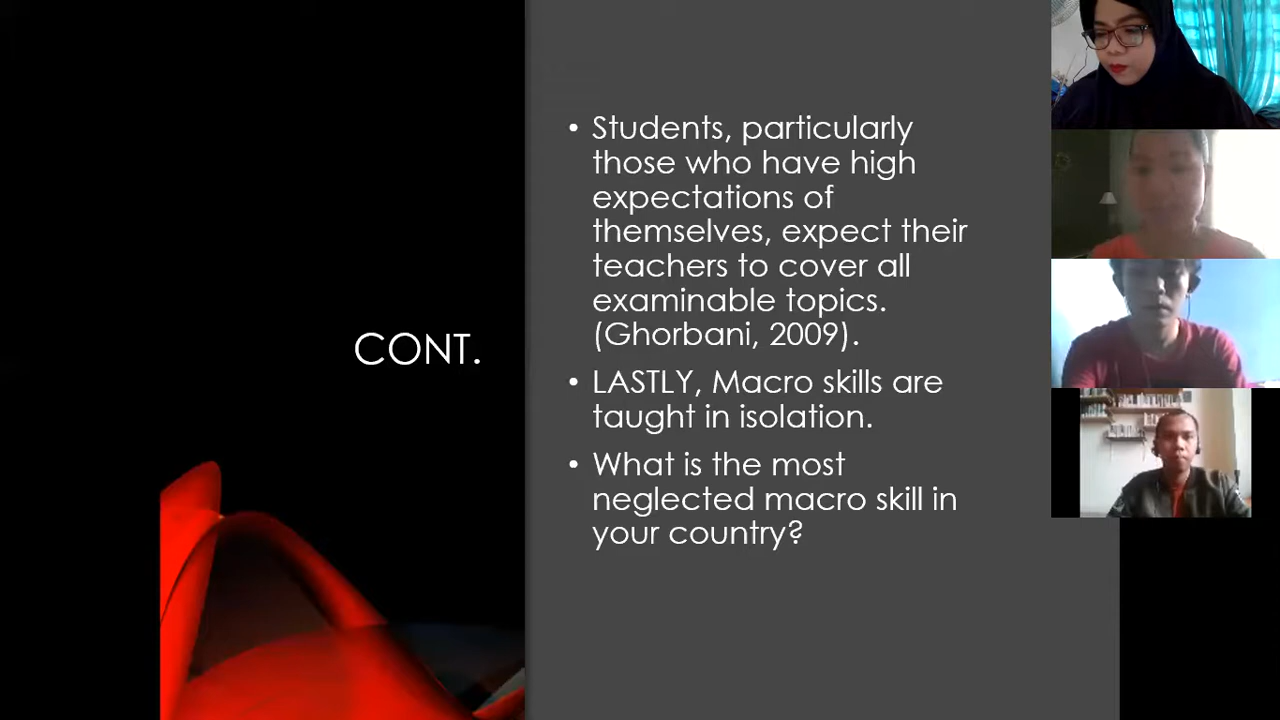 CONT.
• Students, particularly
those who have high
expectations of
themselves, expect their
teachers to cover all
examinable topics.
(Ghorbani, 2009).
• LASTLY, Macro skills are
taught in isolation.
• What is the most
neglected macro skill in
your country?